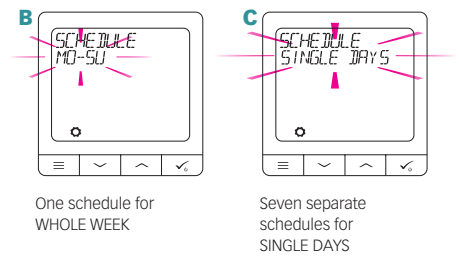 B
SCHEDULE
MO-SU
One schedule for
WHOLE WEEK
C
SCHEDULE
SINGLE DAYS
Seven separate
schedules for
SINGLE DAYS